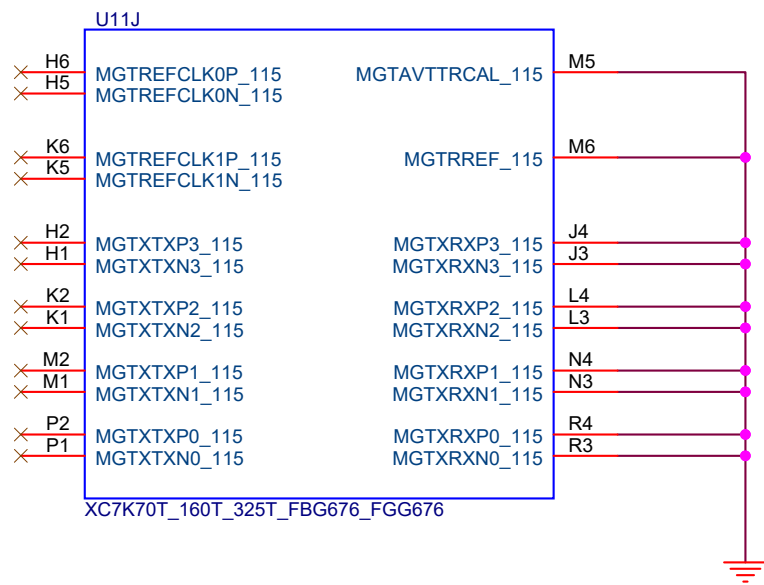 U11J
H6 MGTREFCLK0P_115 MGTAVTTRCAL_115 M5
H5 MGTREFCLK0N_115
K6 MGTREFCLK1P_115 MGTRREF_115 M6
K5 MGTREFCLK1N_115
H2 MGTXTXP3_115 MGTXRXP3_115 J4
H1 MGTXTXN3_115 MGTXRXN3_115 J3
K2 MGTXTXP2_115 MGTXRXP2_115 L4
K1 MGTXTXN2_115 MGTXRXN2_115 L3
M2 MGTXTXP1_115 MGTXRXP1_115 N4
M1 MGTXTXN1_115 MGTXRXN1_115 N3
P2 MGTXTXP0_115 MGTXRXP0_115 R4
P1 MGTXTXN0_115 MGTXRXN0_115 R3
XC7K70T_160T_325T_FBG676_FGG676